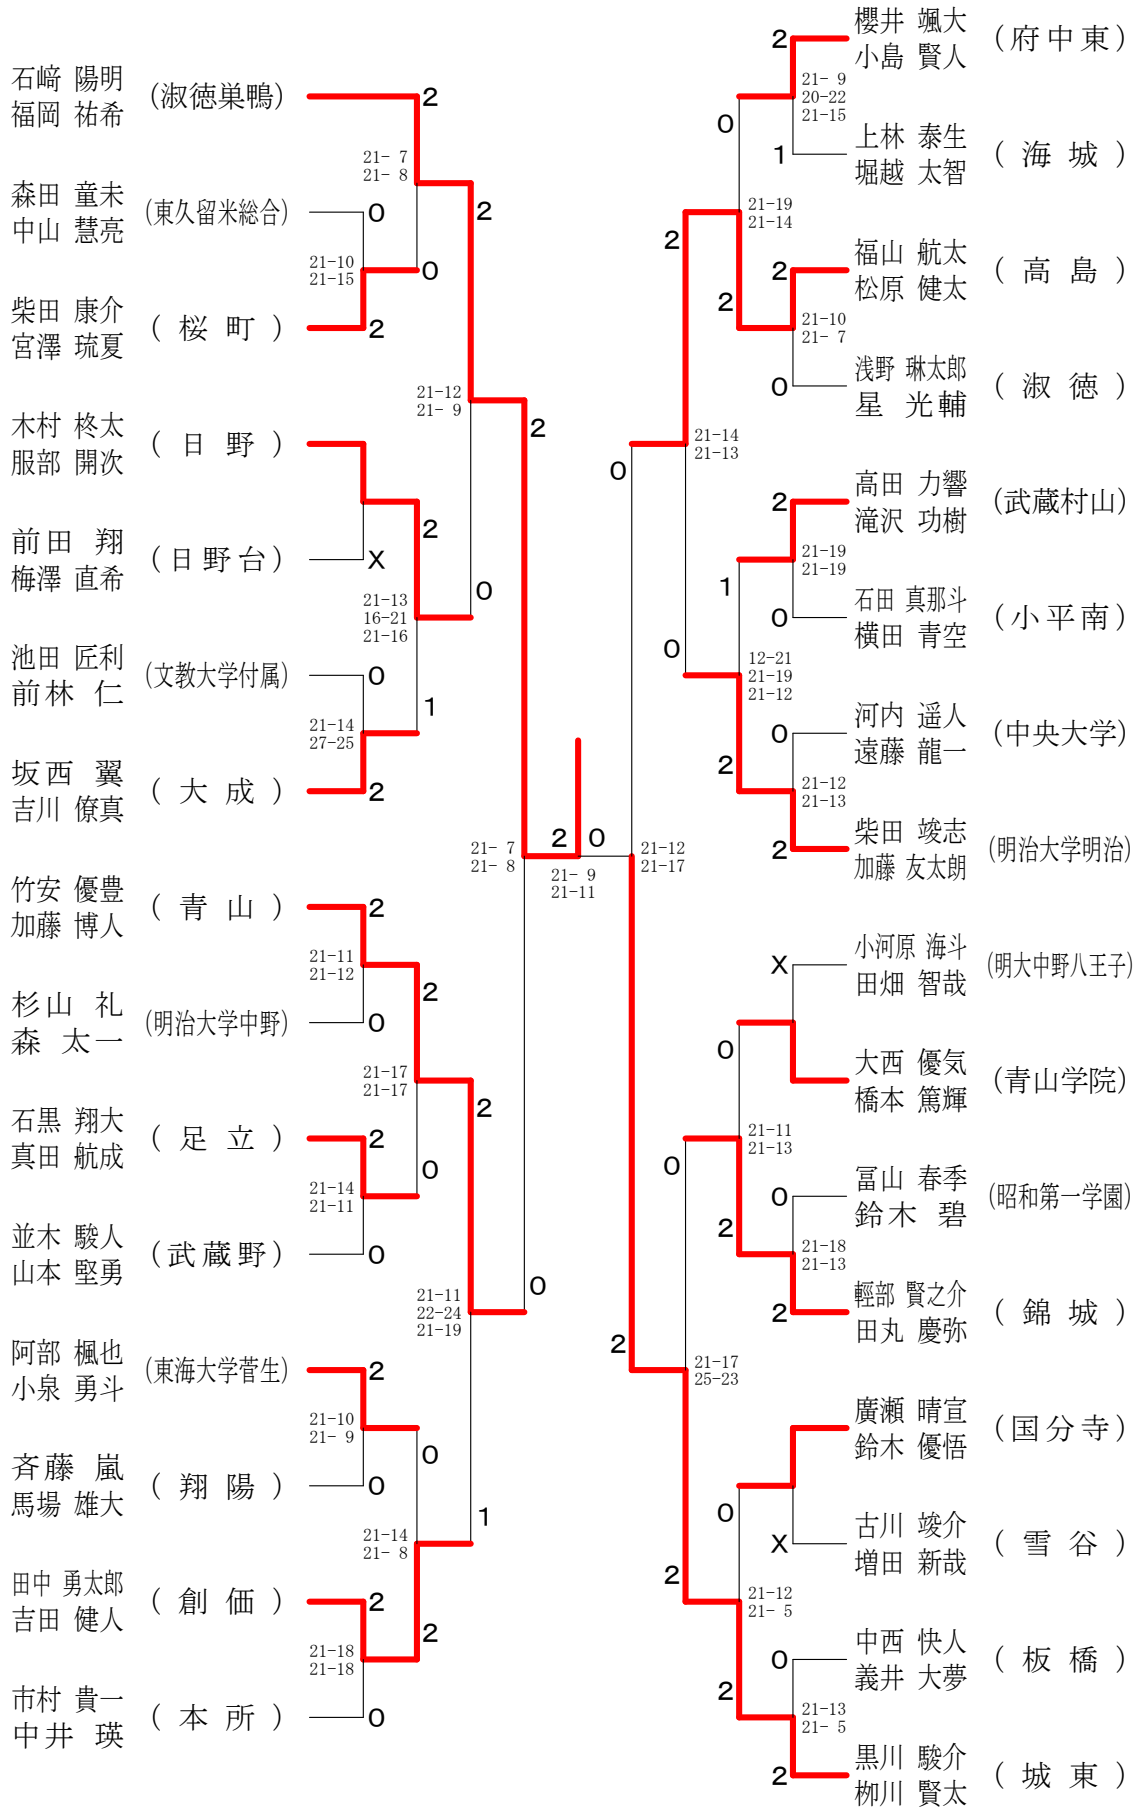 石﨑 陽明
福岡 祐希
(淑徳巣鴨)
2
21- 7
21- 8
森田 童未
中山 慧亮
(東久留米総合)
0
21-10
21-15
0
柴田 康介
宮澤 琉夏
( 桜 町 )
2
2
21-12
21- 9
木村 柊太
服部 開次
( 日 野 )
前田 翔
梅澤 直希
(日野台)
X
2
21-13
16-21
21-16
0
池田 匠利
前林 仁
(文教大学付属)
0
21-14
27-25
1
坂西 翼
吉川 僚真
( 大 成 )
2
2
21- 7
21- 8
竹安 優豊
加藤 博人
( 青 山 )
2
21-11
21-12
2
杉山 礼
森 太一
(明治大学中野)
0
21-17
21-17
2
石黒 翔大
真田 航成
( 足 立 )
2
21-14
21-11
0
並木 駿人
山本 堅勇
(武蔵野)
0
21-11
22-24
21-19
0
阿部 楓也
小泉 勇斗
(東海大学菅生)
2
21-10
21- 9
0
斉藤 嵐
馬場 雄大
( 翔 陽 )
0
21-14
21- 8
1
田中 勇太郎
吉田 健人
( 創 価 )
2
21-18
21-18
2
市村 貴一
中井 瑛
( 本 所 )
0
2 0
21- 9
21-11
櫻井 颯大
小島 賢人
(府中東)
2
21- 9
20-22
21-15
0
上林 泰生
堀越 太智
( 海 城 )
1
21-19
21-14
2
福山 航太
松原 健太
( 高 島 )
2
21-10
21- 7
2
浅野 琳太郎
星 光輔
( 淑 徳 )
0
21-14
21-13
0
高田 力響
滝沢 功樹
(武蔵村山)
2
21-19
21-19
1
石田 真那斗
横田 青空
(小平南)
0
12-21
21-19
21-12
0
河内 遥人
遠藤 龍一
(中央大学)
0
21-12
21-13
2
柴田 竣志
加藤 友太朗
(明治大学明治)
2
21-12
21-17
小河原 海斗
田畑 智哉
(明大中野八王子)
X
0
大西 優気
橋本 篤輝
(青山学院)
21-11
21-13
0
冨山 春季
鈴木 碧
(昭和第一学園)
0
21-18
21-13
2
輕部 賢之介
田丸 慶弥
( 錦 城 )
2
2
21-17
25-23
廣瀬 晴宣
鈴木 優悟
(国分寺)
0
古川 竣介
増田 新哉
( 雪 谷 )
X
2
21-12
21- 5
中西 快人
義井 大夢
( 板 橋 )
0
21-13
21- 5
2
黒川 駿介
栁川 賢太
( 城 東 )
2